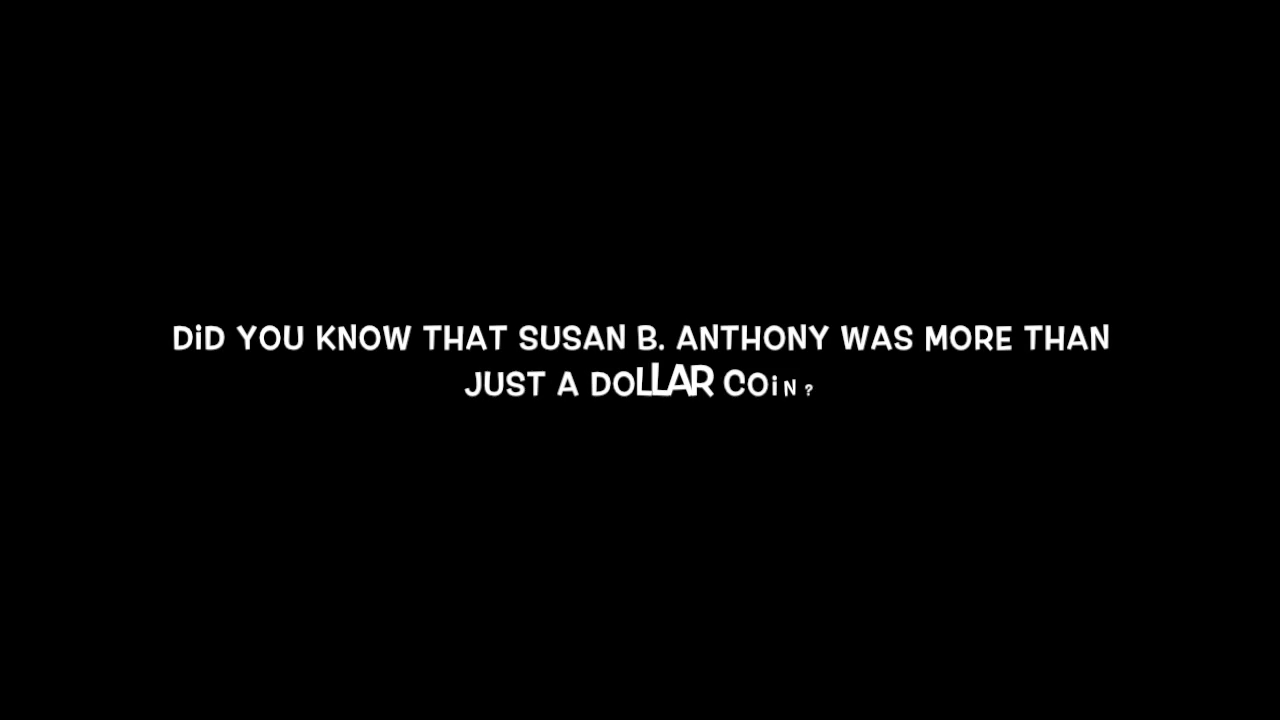 DiD YOU KNOW THAT SUSAN B. ANTHONY WAS MORE THAN
JUST A DOLLAR COiN?